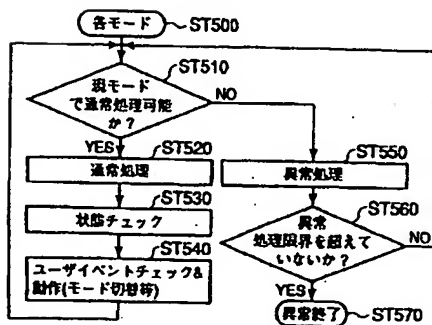 各モード
ST500
ST510
現モード
で通常処理可能
か?
NO
YES
ST520
通常処理
ST550
異常処理
ST530
状態チェック
ST560
異常
処理限界を超えて
いないか?
NO
ST540
ユーザイベントチェック&
動作(モード切替等)
YES
異常終了
ST570